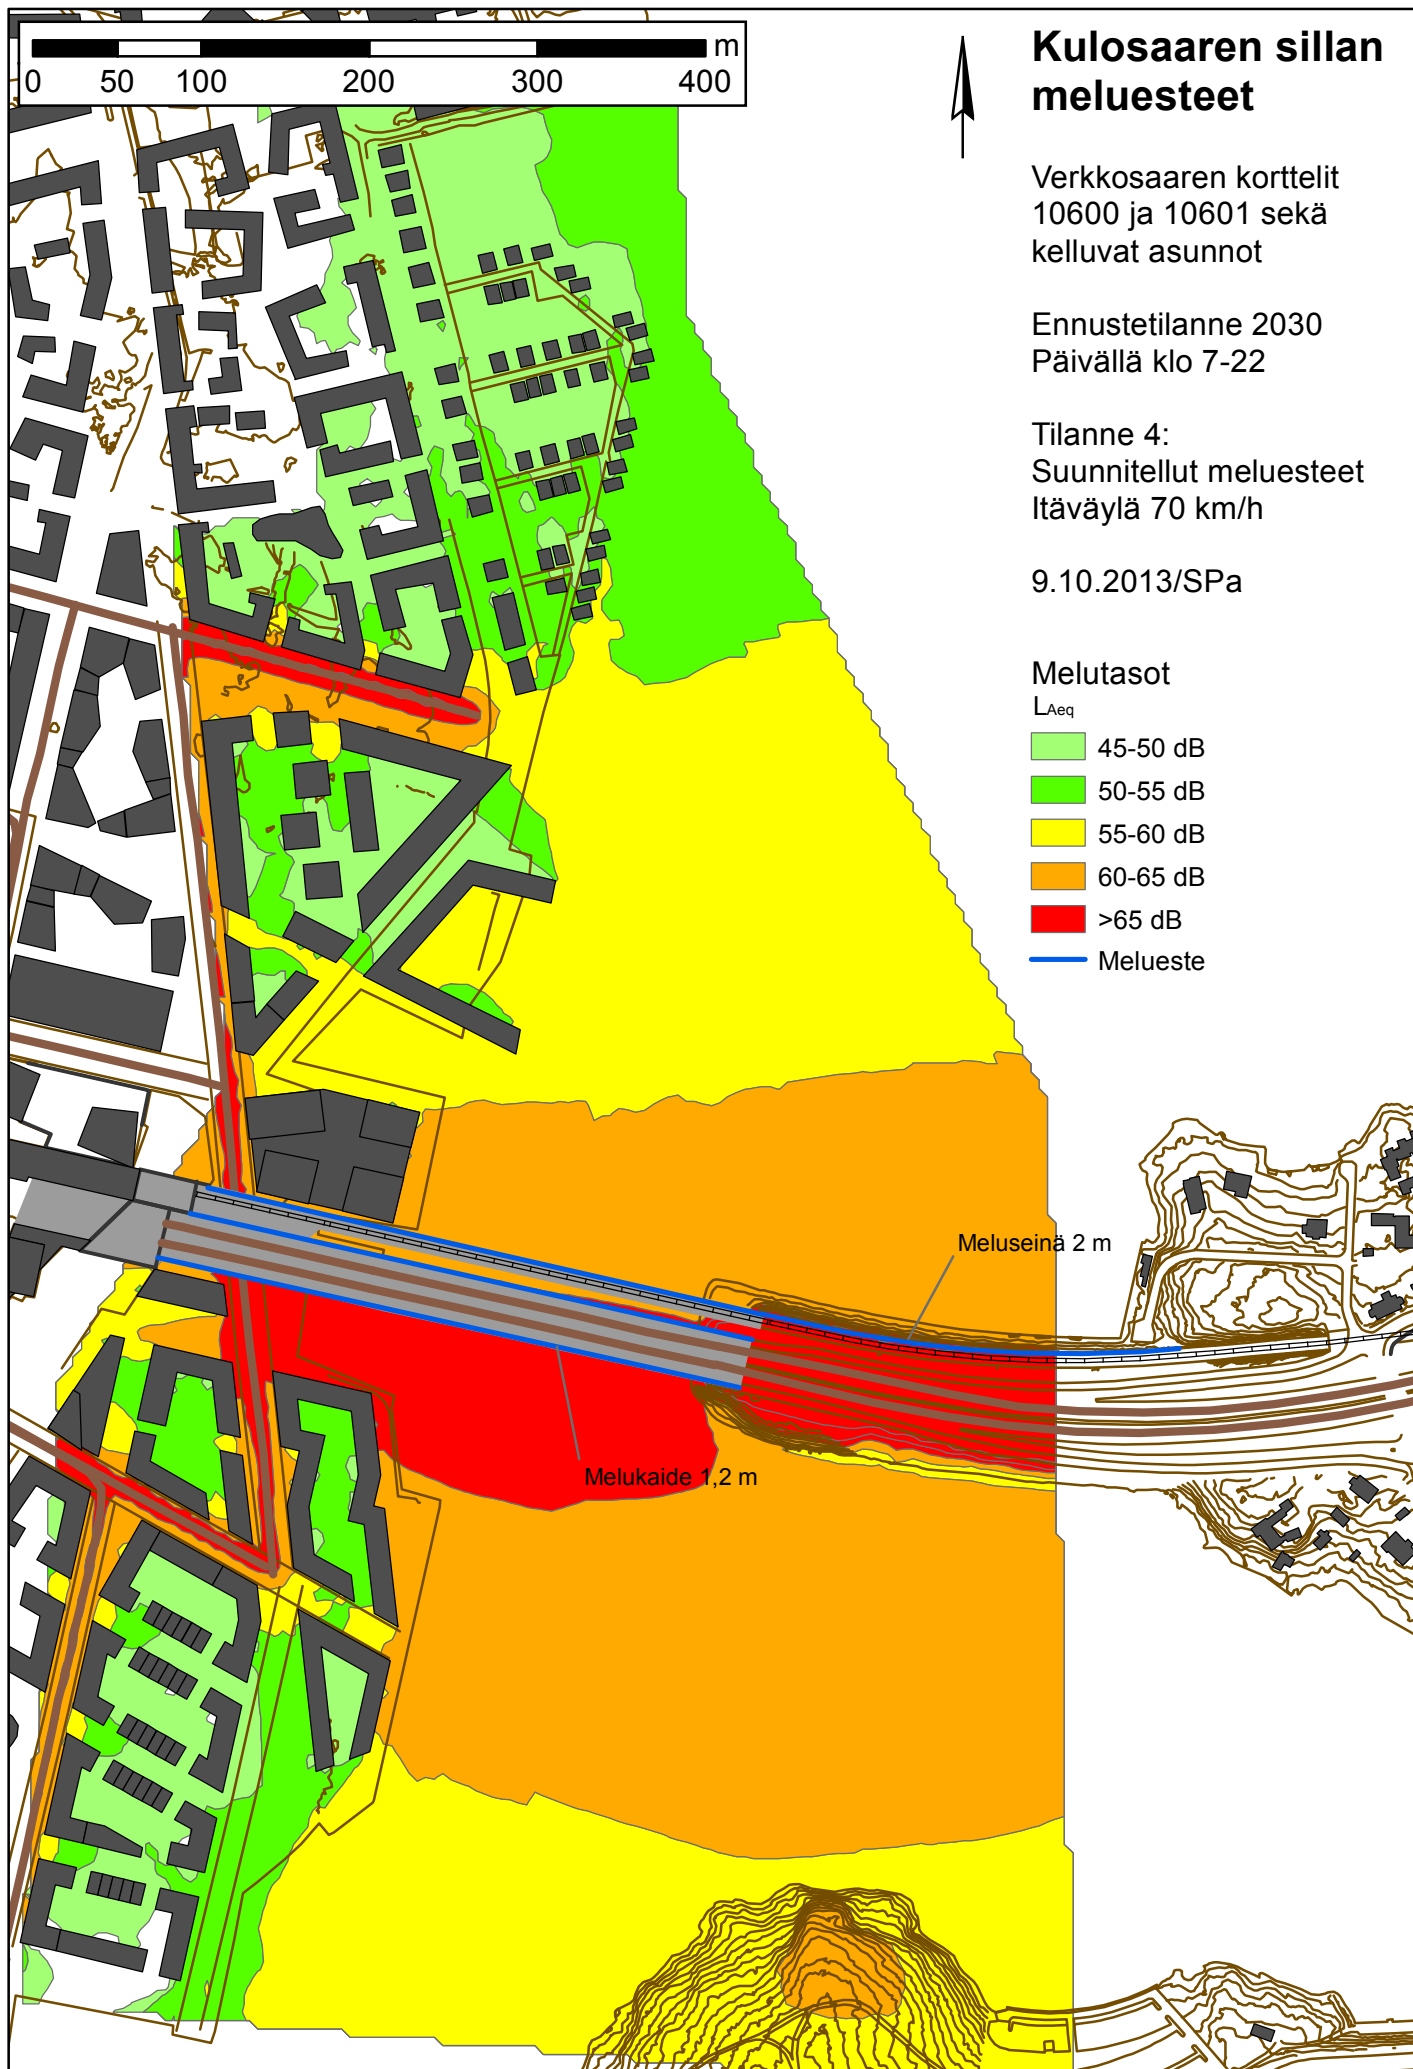 m
0 50 100 200 300 400
Kulosaaren sillan
meluesteet
Verkkosaaren korttelit
10600 ja 10601 sekä
kelluvat asunnot
Ennustetilanne 2030
Päivällä klo 7-22
Tilanne 4:
Suunnitellut meluesteet
Itäväylä 70 km/h
9.10.2013/SPa
Melutasot
LAeq
45-50 dB
50-55 dB
55-60 dB
60-65 dB
>65 dB
Melueste
Meluseinä 2 m
Melukaide 1,2 m